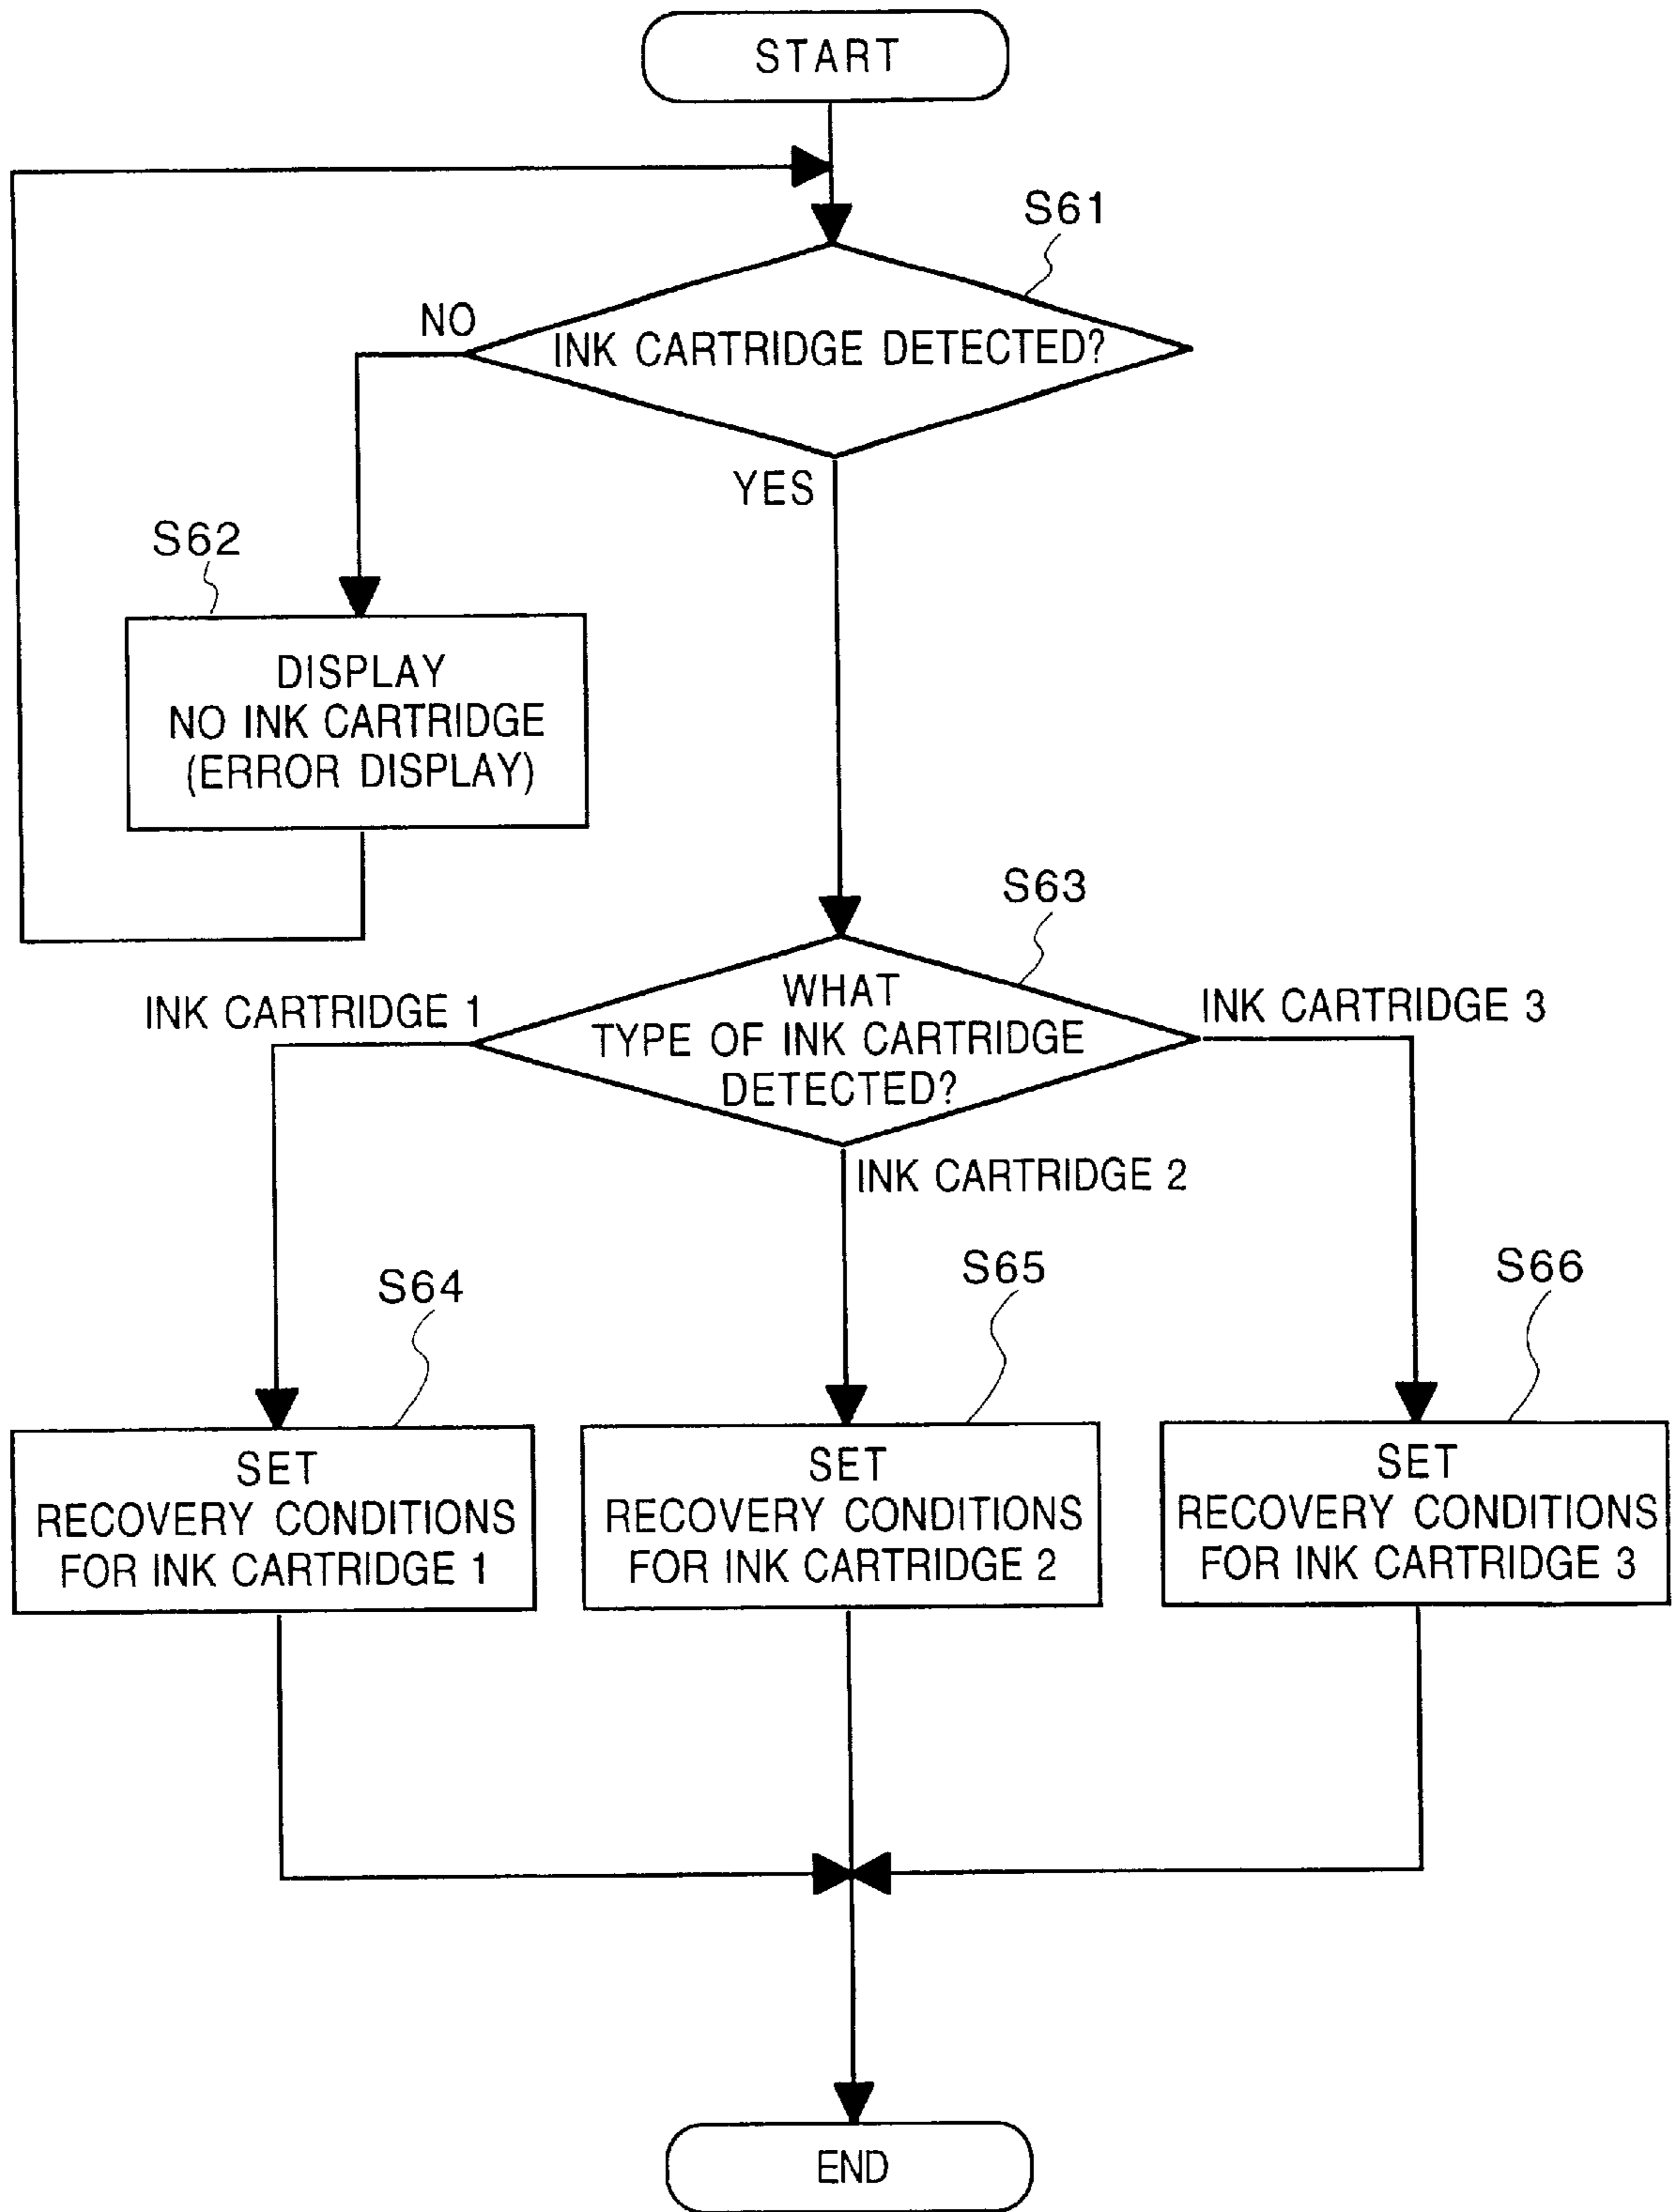 START
S61
NO
INK CARTRIDGE DETECTED?
YES
S62
DISPLAY
NO INK CARTRIDGE
(ERROR DISPLAY)
S63
INK CARTRIDGE 1
WHAT
TYPE OF INK CARTRIDGE
DETECTED?
INK CARTRIDGE 3
INK CARTRIDGE 2
S64
S65
S66
SET
RECOVERY CONDITIONS
FOR INK CARTRIDGE 1
SET
RECOVERY CONDITIONS
FOR INK CARTRIDGE 2
SET
RECOVERY CONDITIONS
FOR INK CARTRIDGE 3
END